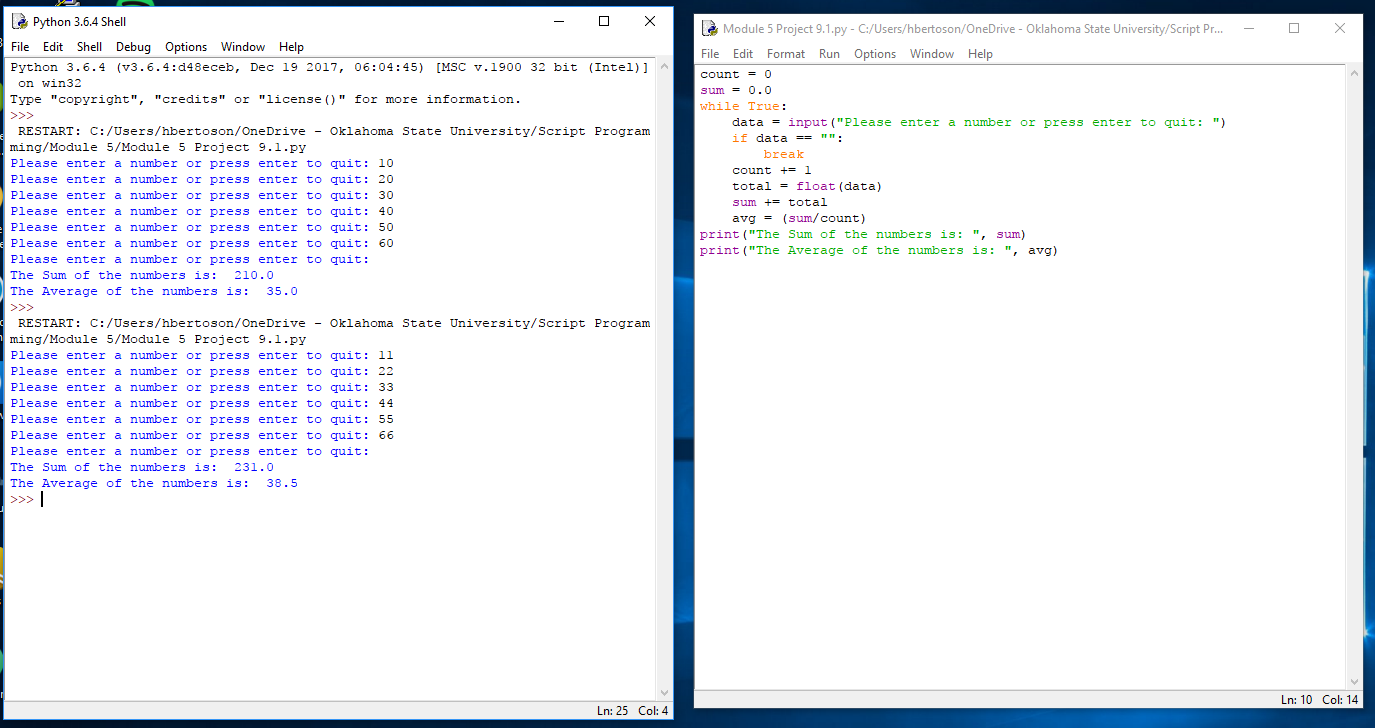 Python 3.6.4 Shell
File Edit Shell Debug Options Window Help
Python 3.6.4 (v3.6.4:d48eceb, Dec 19 2017, 06:04:45) [MSC v.1900 32 bit (Intel)]
 on win32
Type "copyright", "credits" or "license()" for more information.
>>>
 RESTART: C:/Users/hbertoson/OneDrive - Oklahoma State University/Script Program
ming/Module 5/Module 5 Project 9.1.py
Please enter a number or press enter to quit: 10
Please enter a number or press enter to quit: 20
Please enter a number or press enter to quit: 30
Please enter a number or press enter to quit: 40
Please enter a number or press enter to quit: 50
Please enter a number or press enter to quit: 60
Please enter a number or press enter to quit:
The Sum of the numbers is:  210.0
The Average of the numbers is:  35.0
>>>
 RESTART: C:/Users/hbertoson/OneDrive - Oklahoma State University/Script Program
ming/Module 5/Module 5 Project 9.1.py
Please enter a number or press enter to quit: 11
Please enter a number or press enter to quit: 22
Please enter a number or press enter to quit: 33
Please enter a number or press enter to quit: 44
Please enter a number or press enter to quit: 55
Please enter a number or press enter to quit: 66
Please enter a number or press enter to quit:
The Sum of the numbers is:  231.0
The Average of the numbers is:  38.5
>>>
Ln: 25 Col: 4
Module 5 Project 9.1.py - C:/Users/hbertoson/OneDrive - Oklahoma State University/Script Pr...
File Edit Format Run Options Window Help
count = 0
sum = 0.0
while True:
    data = input("Please enter a number or press enter to quit: ")
    if data == "":
        break
    count += 1
    total = float(data)
    sum += total
    avg = (sum/count)
print("The Sum of the numbers is: ", sum)
print("The Average of the numbers is: ", avg)
Ln: 10 Col: 14